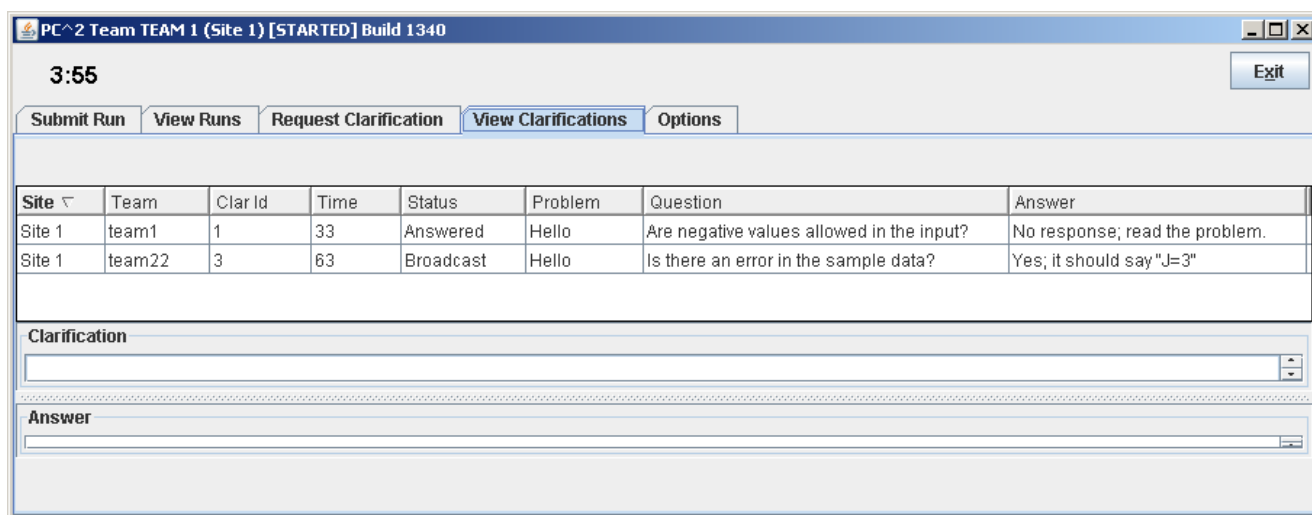 PC^2 Team TEAM 1 (Site 1) [STARTED] Build 1340
3:55
Exit
Submit Run View Runs Request Clarification View Clarifications Options
Site Team Clar Id Time Status Problem Question Answer
Site 1 team1 1 33 Answered Hello Are negative values allowed in the input? No response; read the problem.
Site 1 team22 3 63 Broadcast Hello Is there an error in the sample data? Yes; it should say "J=3"
Clarification
Answer